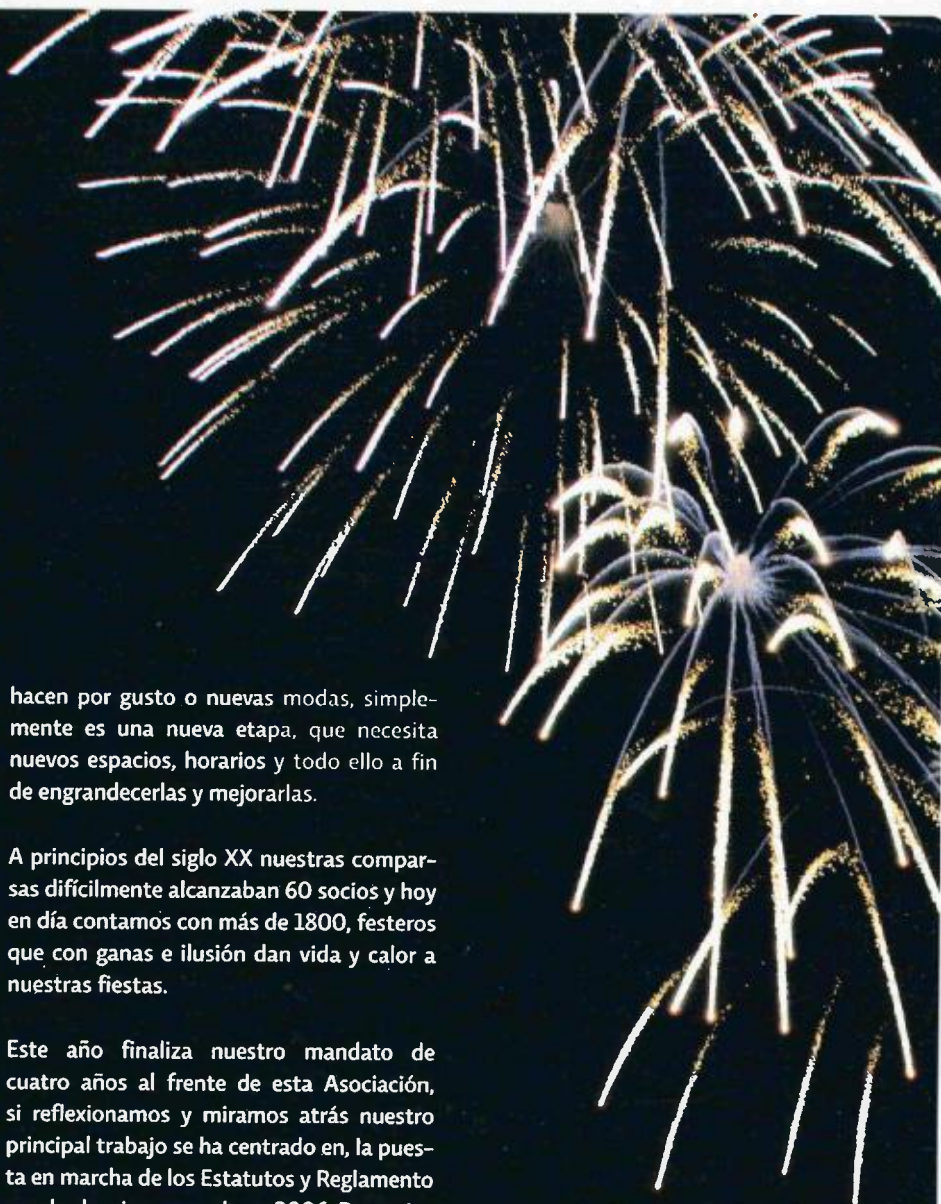 hacen por gusto o nuevas modas, simple-
mente es una nueva etapa, que necesita
nuevos espacios, horarios y todo ello a fin
de engrandecerlas y mejorarlas.
A principios del siglo XX nuestras compar-
sas difícilmente alcanzaban 60 socios y hoy
en día contamos con más de 1800, festeros
que con ganas e ilusión dan vida y calor a
nuestras fiestas.
Este año finaliza nuestro mandato de
cuatro años al frente de esta Asociación,
si reflexionamos y miramos atrás nuestro
principal trabajo se ha centrado en, la pues-
ta en marcha de los Estatutos y Reglamento
2006